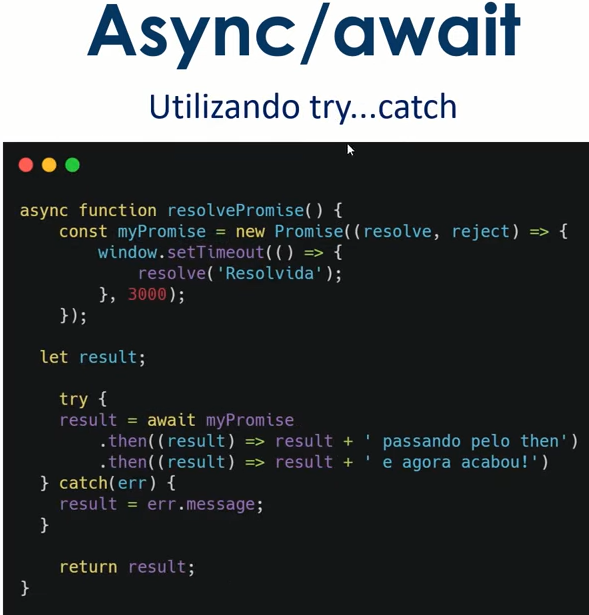 Async/await
Utilizando try...catch
async function resolvePromise() {
    const myPromise = new Promise((resolve, reject) => {
        window.setTimeout(() => {
            resolve('Resolvida');
        }, 3000);
    });

  let result;

    try {
    result = await myPromise
        .then((result) => result + ' passando pelo then')
        .then((result) => result + ' e agora acabou!')
  } catch(err) {
    result = err.message;
  }

    return result;
}